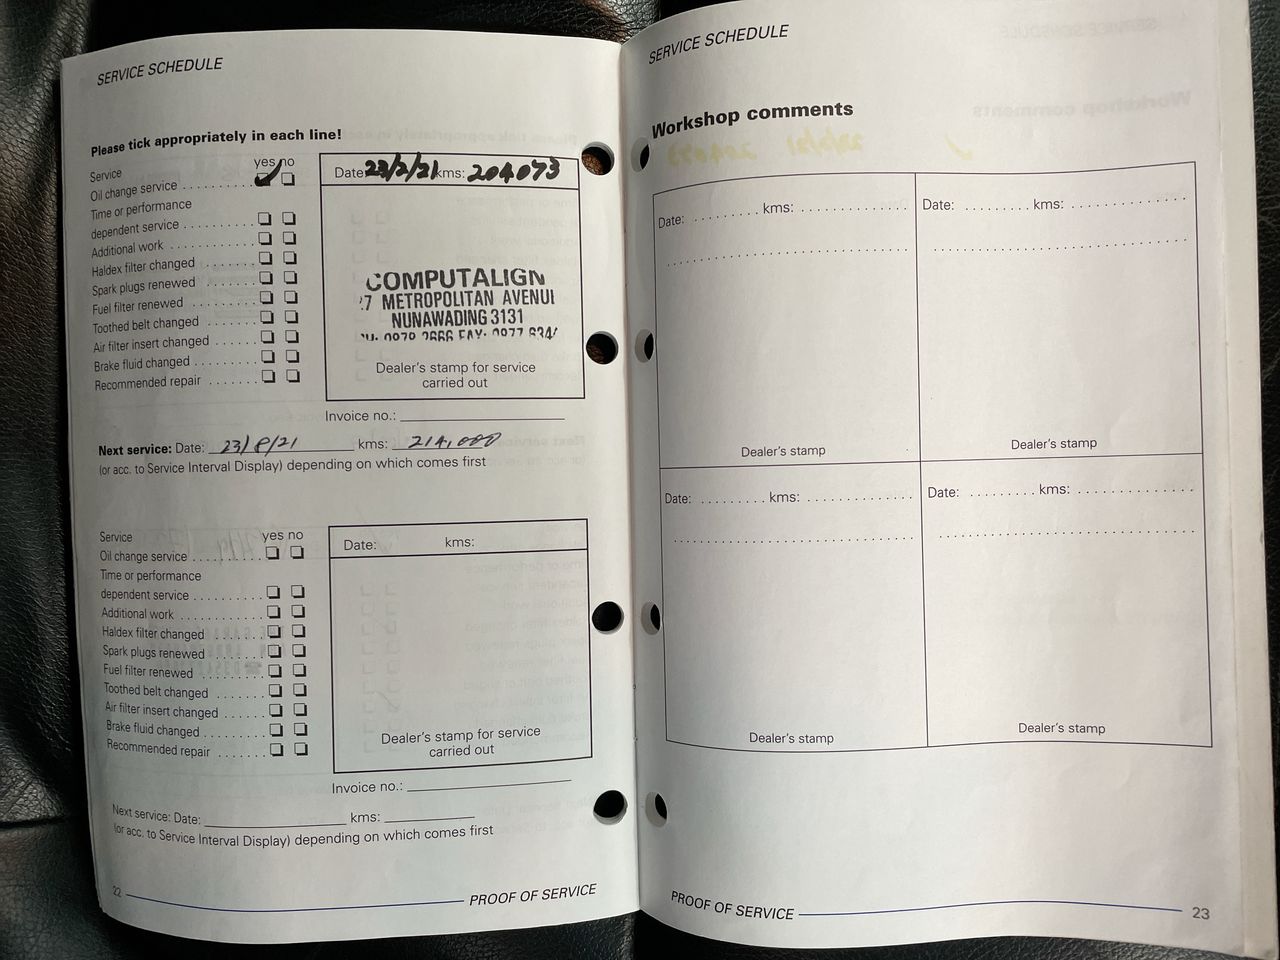 SERVICE SCHEDULE
Please tick appropriately in each line!
Service yes no
Oil change service
Time or performance
dependent service
Additional work
Haldex filter changed
Spark plugs renewed
Fuel filter renewed
Toothed belt changed
Air filter insert changed
Brake fluid changed
Recommended repair
Date: 23/2/21 kms: 204073
COMPUTALIGN
METROPOLITAN AVENUE
NUNAWADING 3131
Dealer's stamp for service
carried out
Invoice no.:
Next service: Date: 23/8/21 kms: 214,000
(or acc. to Service Interval Display) depending on which comes first
Service yes no
Oil change service
Time or performance
dependent service
Additional work
Haldex filter changed
Spark plugs renewed
Fuel filter renewed
Toothed belt changed
Air filter insert changed
Brake fluid changed
Recommended repair
Date: kms:
Dealer's stamp for service
carried out
Invoice no.:
Next service: Date: kms:
(or acc. to Service Interval Display) depending on which comes first
22 PROOF OF SERVICE
SERVICE SCHEDULE
Workshop comments
Date: kms:
Dealer's stamp
Date: kms:
Dealer's stamp
Date: kms:
Dealer's stamp
Date: kms:
Dealer's stamp
PROOF OF SERVICE 23